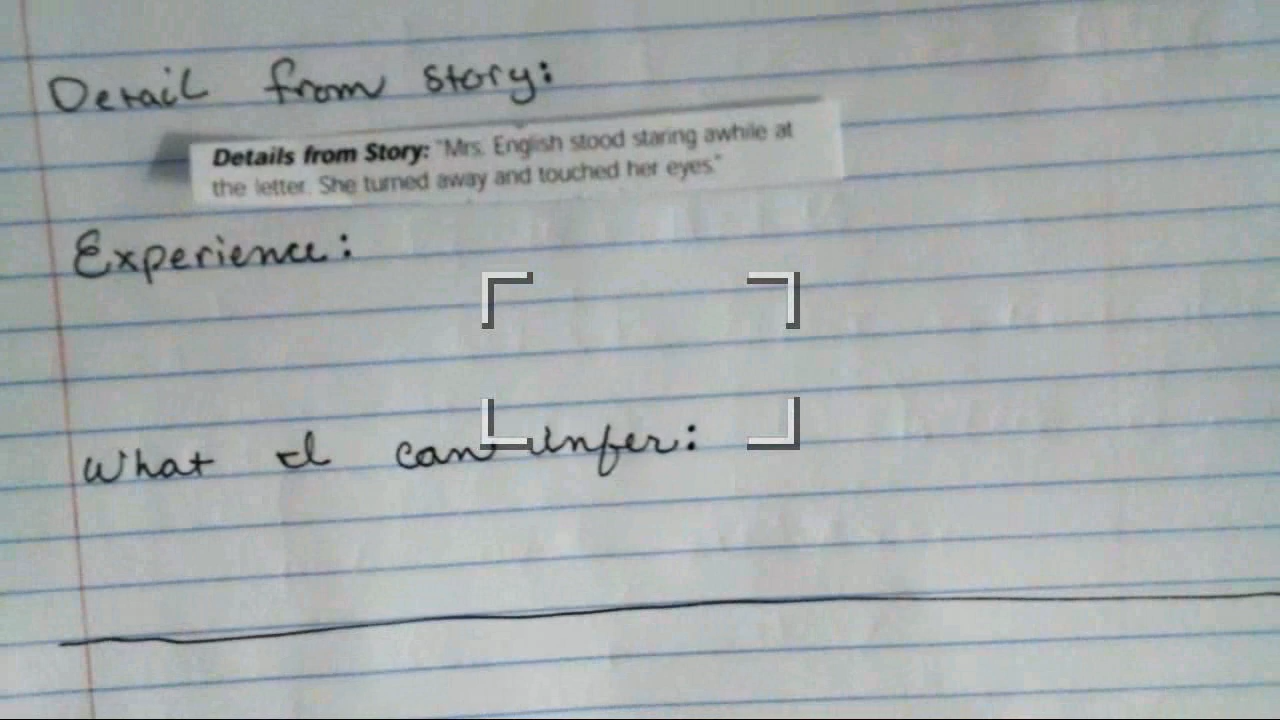 Detail from story:
Details from Story: "Mrs. English stood staring awhile at
the letter. She turned away and touched her eyes."
Experience:
What I can infer: